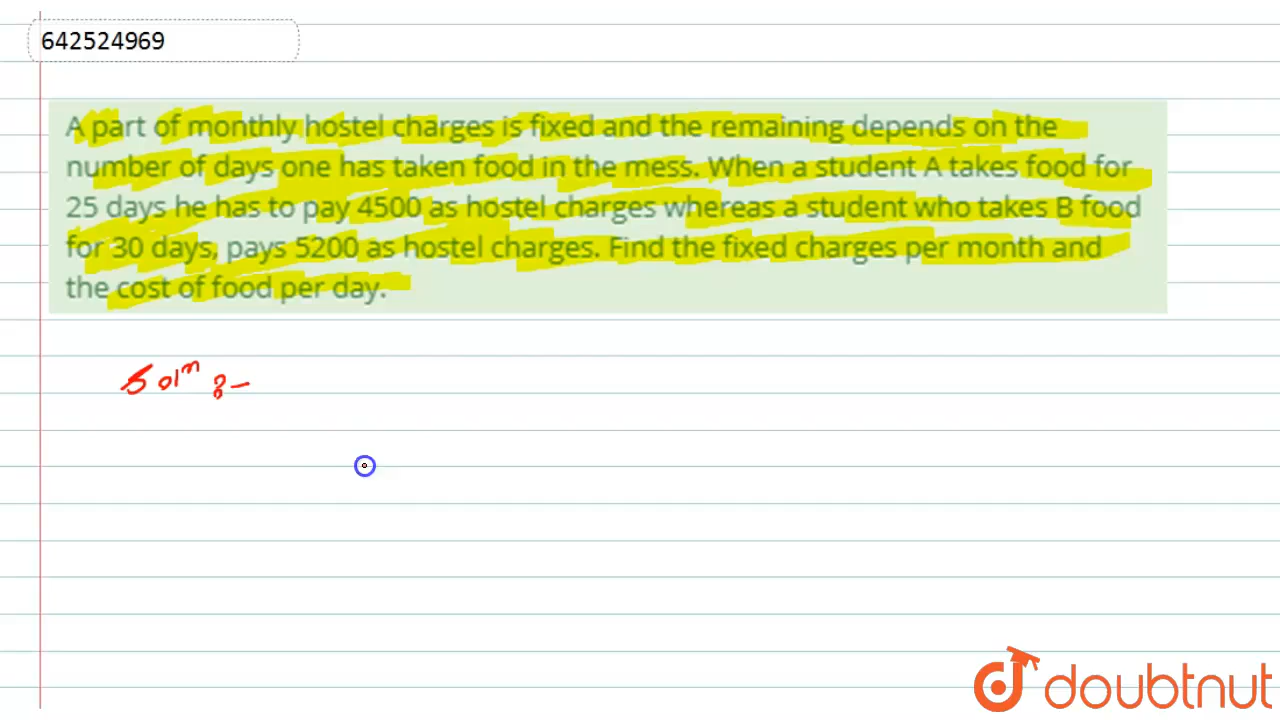 642524969
A part of monthly hostel charges is fixed and the remaining depends on the
number of days one has taken food in the mess. When a student A takes food for
25 days he has to pay 4500 as hostel charges whereas a student who takes B food
for 30 days, pays 5200 as hostel charges. Find the fixed charges per month and
the cost of food per day.
Solⁿ :-
doubtnut